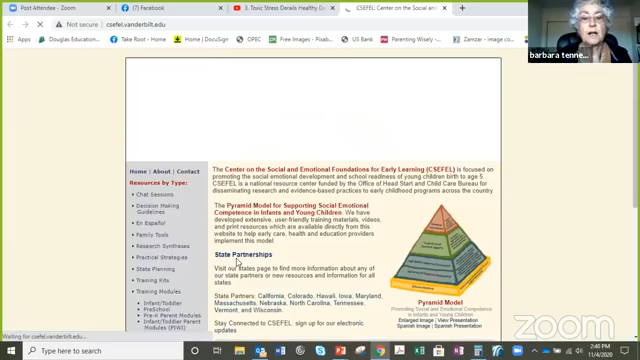 Post Attendee - Zoom
(2) Facebook
3. Toxic Stress Derails Healthy D
CSEFEL: Center on the Social and
Not secure | csefel.vanderbilt.edu
Apps
Douglas Education...
Take Root - Home
Home | DocuSign
OPEC
Parenting Wisely -...
US Bank
Zamzar - video con...
barbara tenne...
Home | About | Contact
Resources by Type:
Chat Sessions
Decision Making
Guidelines
en Español
Family Tools
Research Syntheses
Practical Strategies
State Planning
Training Kits
Training Modules
Infant/Toddler
PreSchool
Pre-K Parent Modules
Infant/Toddler Parent
Modules (PIWI)
The Center on the Social and Emotional Foundations for Early Learning (CSEFEL) is focused on
promoting the social emotional development and school readiness of young children birth to age 5.
CSEFEL is a national resource center funded by the Office of Head Start and Child Care Bureau for
disseminating research and evidence-based practices to early childhood programs across the country.
The Pyramid Model for Supporting Social Emotional
Competence in Infants and Young Children. We have
developed extensive, user-friendly training materials, videos,
and print resources which are available directly from this
website to help early care, health and education providers
implement this model.
State Partnerships
Visit our states page to find more information about any of
our state partners or new resources and information for all
states
State Partners: California, Colorado, Hawaii, Iowa, Maryland,
Massachusetts, Nebraska, North Carolina, Tennessee,
Vermont, and Wisconsin.
Stay Connected to CSEFEL: sign up for our electronic
updates
Pyramid Model
Promoting Social and Emotional Competence
in Infants and Young Children
Enlarged Image | View Presentation
Spanish Image | Spanish Presentation
Waiting for csefel.vanderbilt.edu...
Type here to search
zoom
2:40 PM
11/4/2020